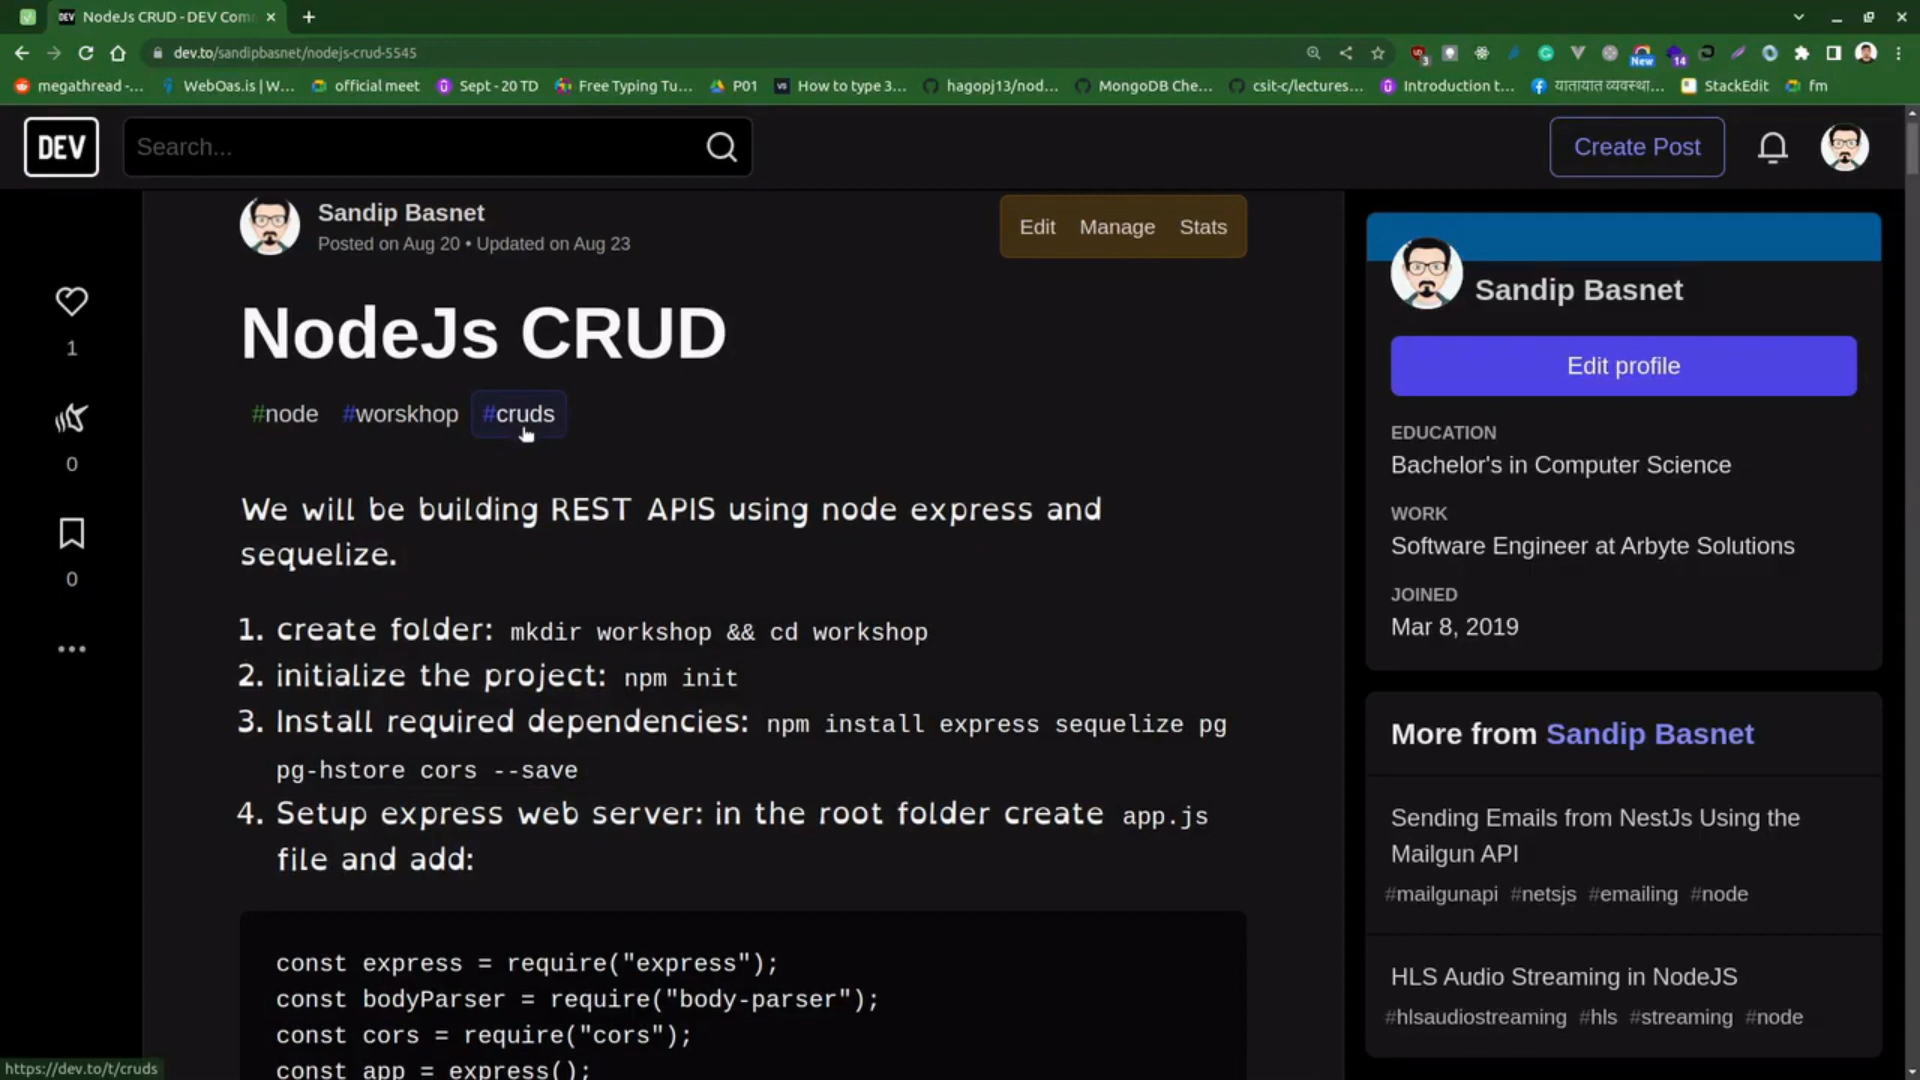 DEV NodeJs CRUD - DEV Com
dev.to/sandipbasnet/nodejs-crud-5545
3 New 14
megathread -... WebOas.is | W... official meet Sept - 20 TD Free Typing Tu... P01 How to type 3... hagopj13/nod... MongoDB Che... csit-c/lectures... Introduction t... यातायात व्यवस्था... StackEdit fm
DEV Search... Create Post
Sandip Basnet
Posted on Aug 20 • Updated on Aug 23
Edit Manage Stats
NodeJs CRUD
#node #worskhop #cruds
We will be building REST APIS using node express and
sequelize.
1. create folder: mkdir workshop && cd workshop
2. initialize the project: npm init
3. Install required dependencies: npm install express sequelize pg
pg-hstore cors --save
4. Setup express web server: in the root folder create app.js
file and add:
const express = require("express");
const bodyParser = require("body-parser");
const cors = require("cors");
const app = express();
1
0
0
Sandip Basnet
Edit profile
EDUCATION
Bachelor's in Computer Science
WORK
Software Engineer at Arbyte Solutions
JOINED
Mar 8, 2019
More from Sandip Basnet
Sending Emails from NestJs Using the
Mailgun API
#mailgunapi #netsjs #emailing #node
HLS Audio Streaming in NodeJS
#hlsaudiostreaming #hls #streaming #node
https://dev.to/t/cruds